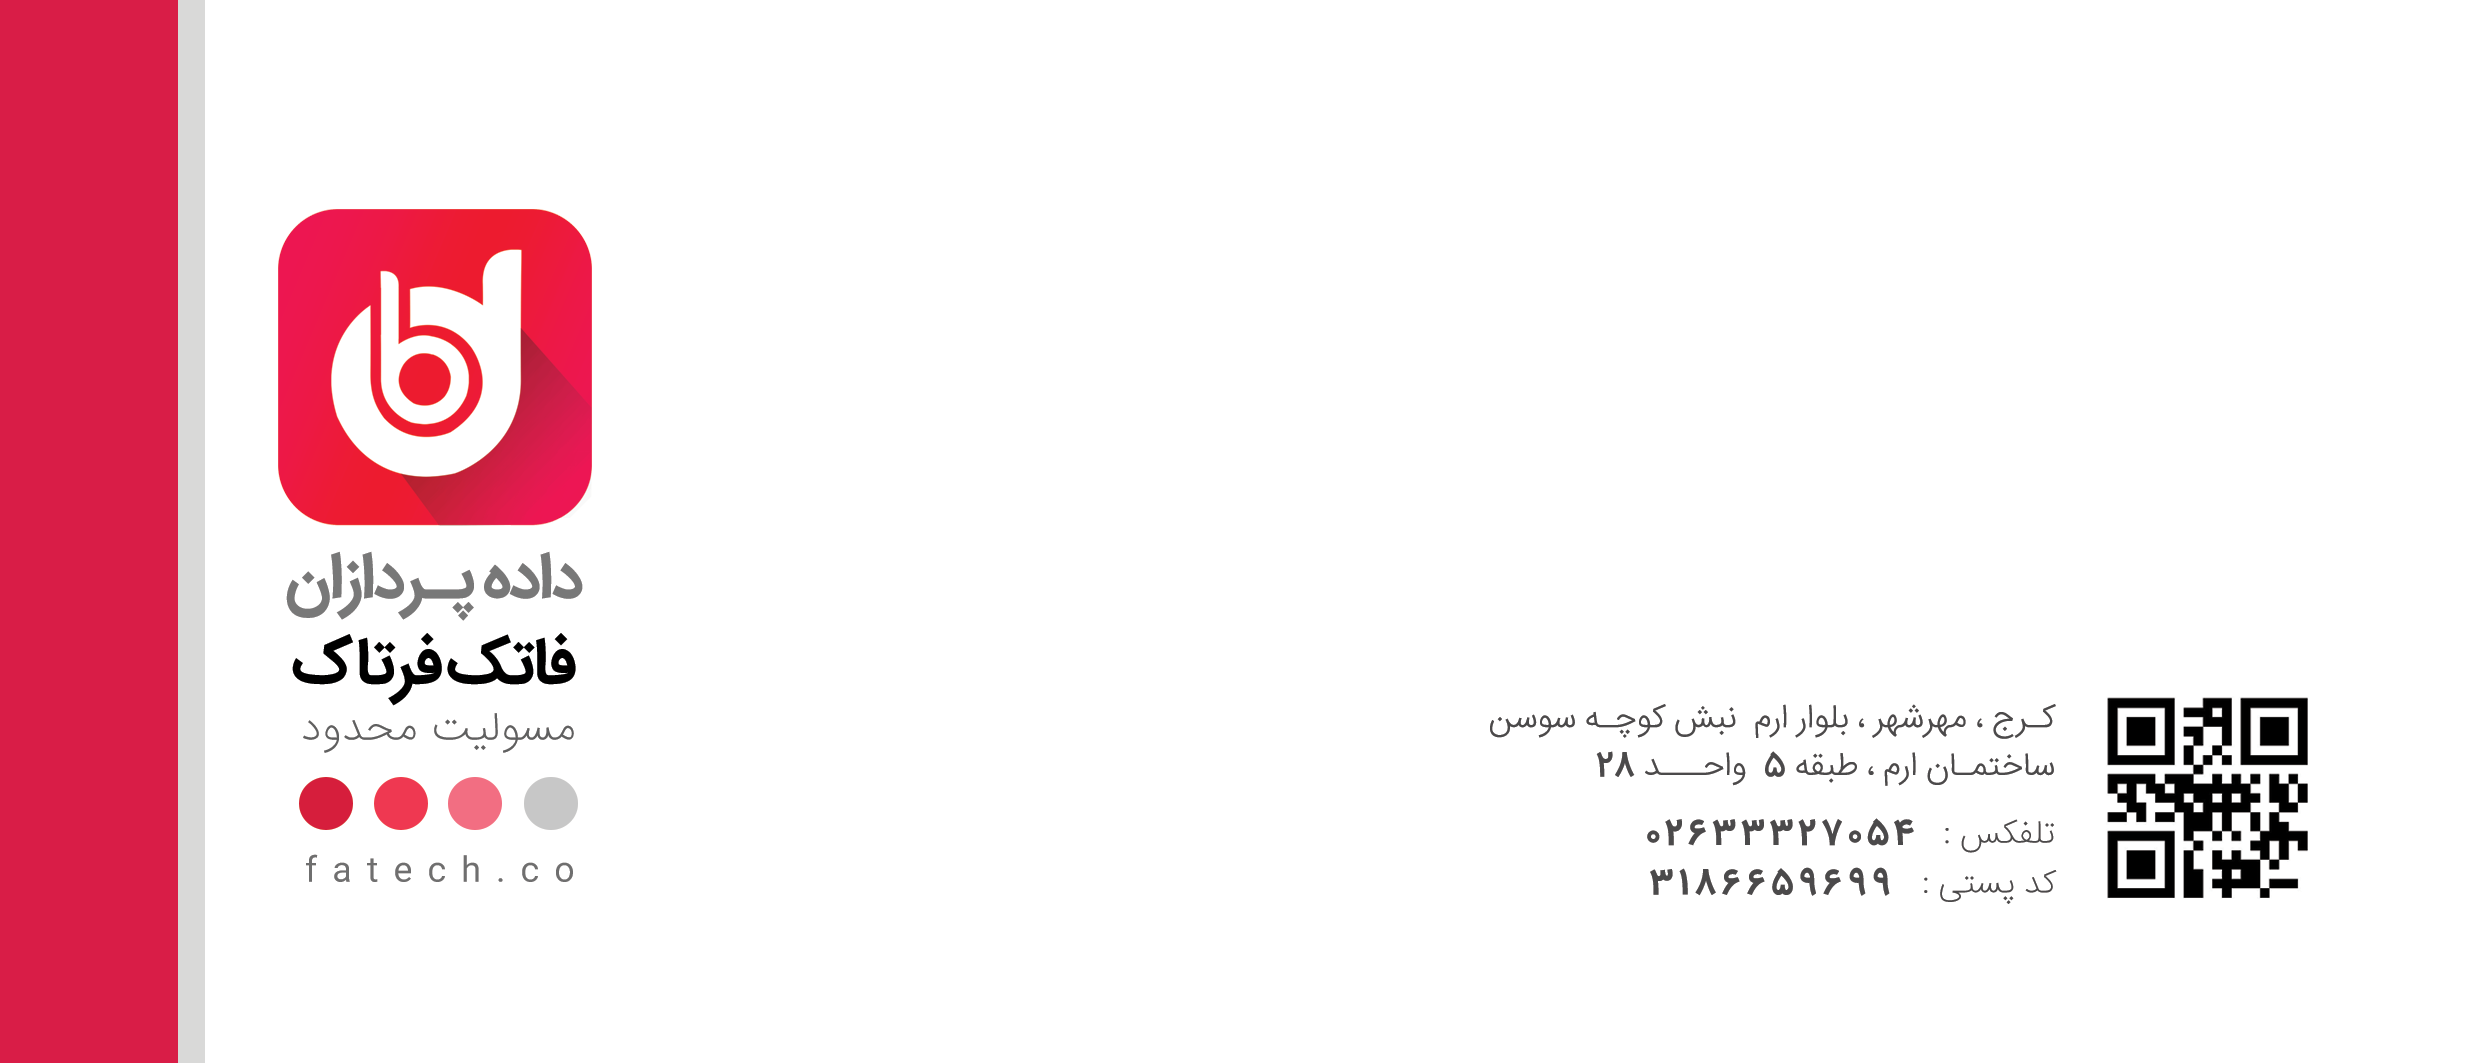 داده پـردازان
فاتک فرتاک
مسولیت محدود
fatech.co
کـرج ، مهرشهر ، بلوار ارم نبش کوچـه سوسن
ساختمـان ارم ، طبقه ۵ واحــد ۲۸
تلفکس : ۰۲۶۳۳۳۲۷۰۵۴
کد پستی : ۳۱۸۶۶۵۹۶۹۹